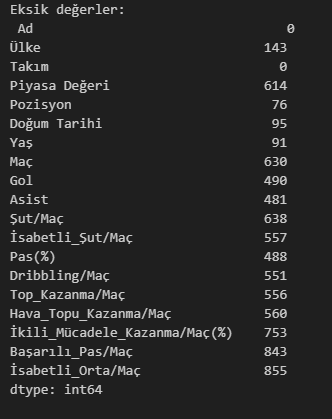 Eksik değerler:
Ad 0
Ülke 143
Takım 0
Piyasa Değeri 614
Pozisyon 76
Doğum Tarihi 95
Yaş 91
Maç 630
Gol 490
Asist 481
Şut/Maç 638
İsabetli_Şut/Maç 557
Pas(%) 488
Dribbling/Maç 551
Top_Kazanma/Maç 556
Hava_Topu_Kazanma/Maç 560
İkili_Mücadele_Kazanma/Maç(%) 753
Başarılı_Pas/Maç 843
İsabetli_Orta/Maç 855
dtype: int64